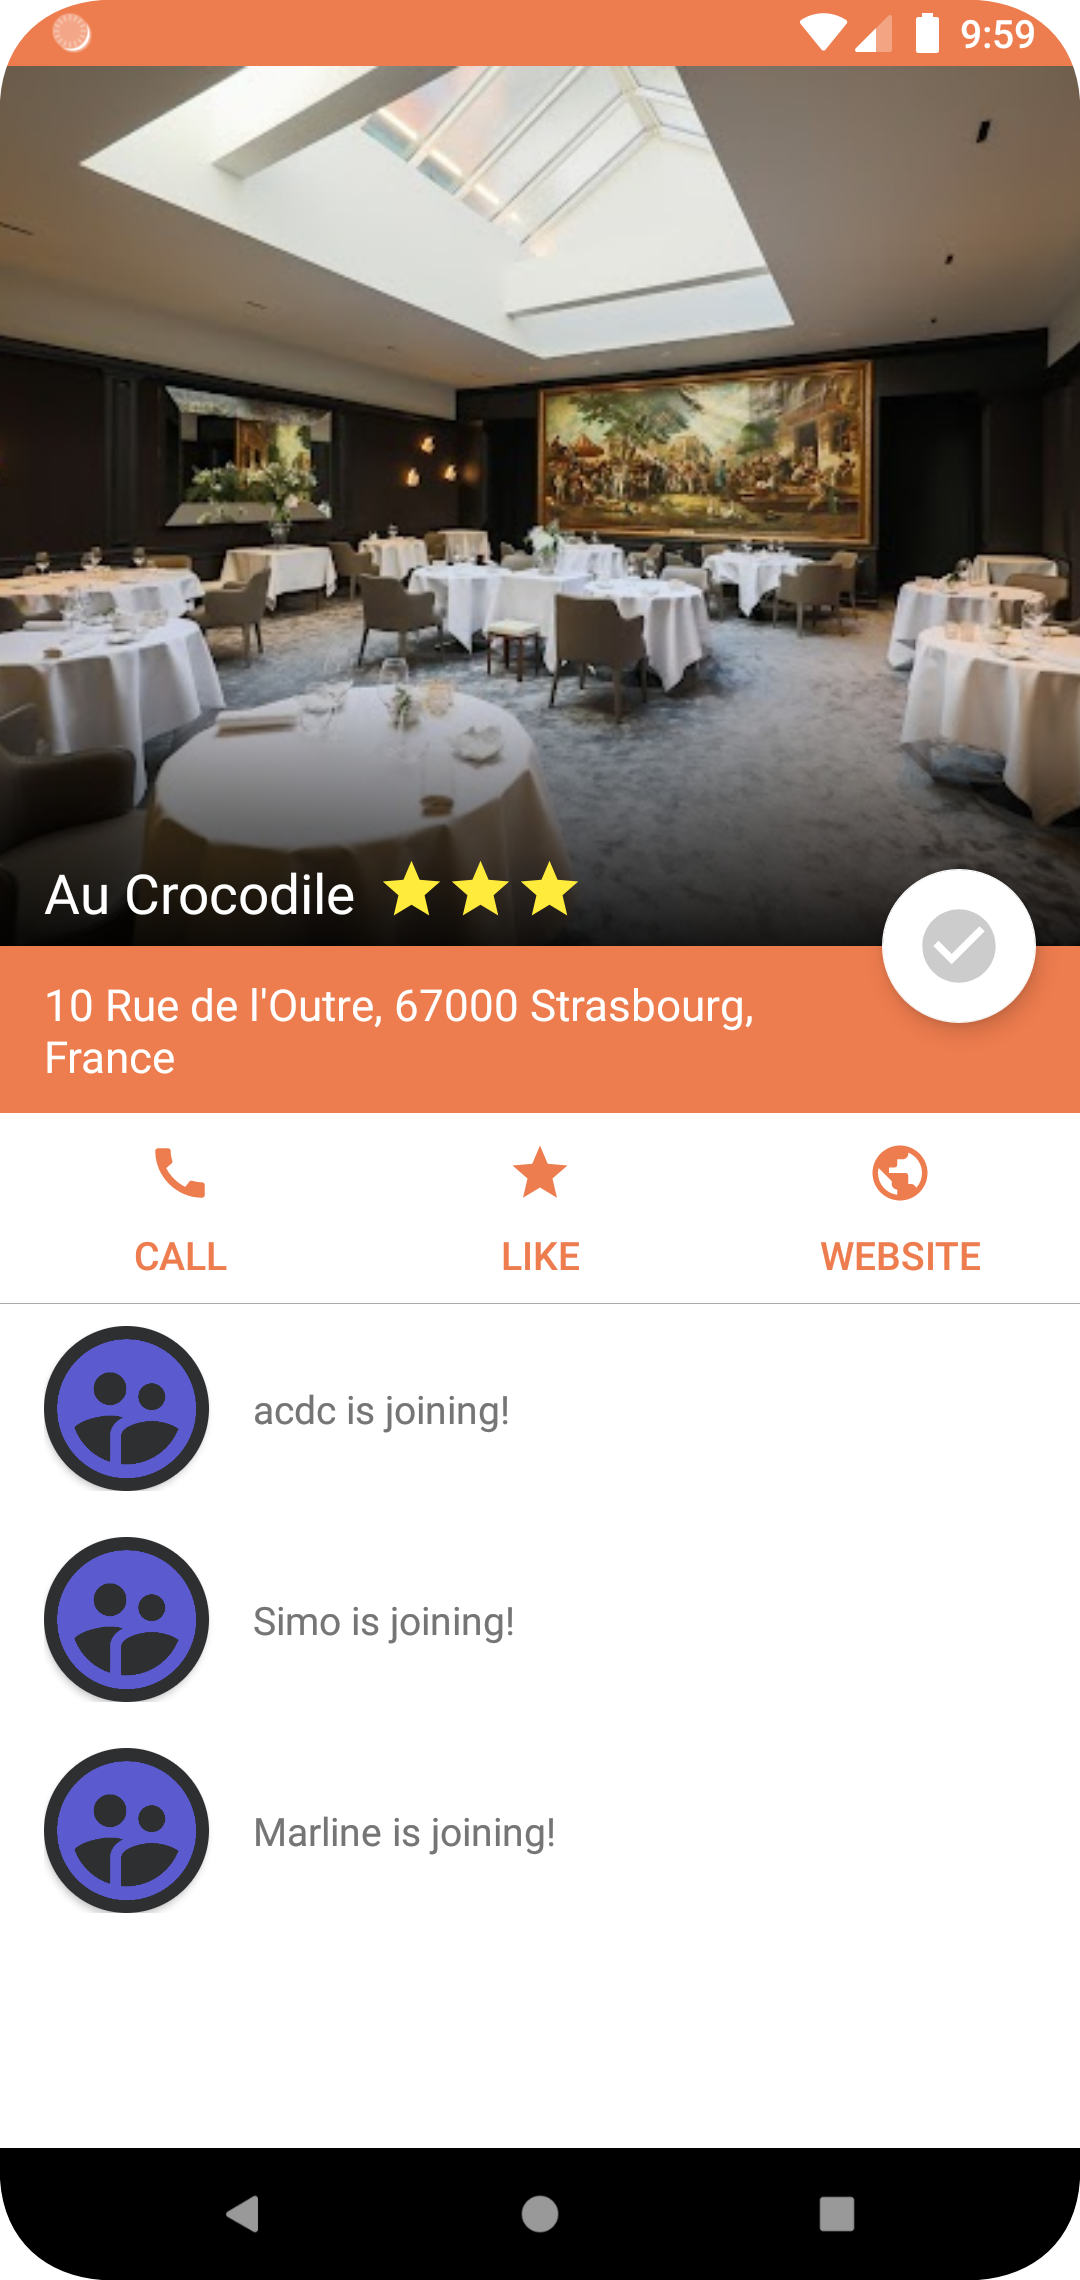 9:59
Au Crocodile
10 Rue de l'Outre, 67000 Strasbourg,
France
CALL
LIKE
WEBSITE
acdc is joining!
Simo is joining!
Marline is joining!